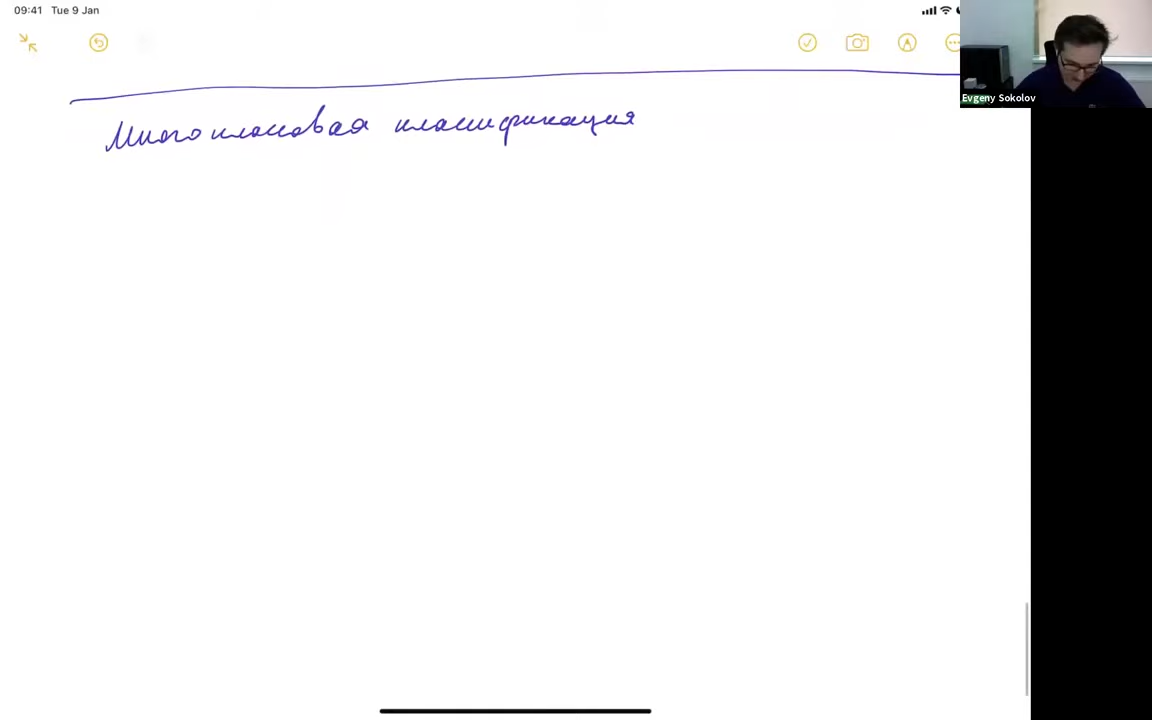 09:41 Tue 9 Jan
Evgeny Sokolov
Многоклассовая классификация